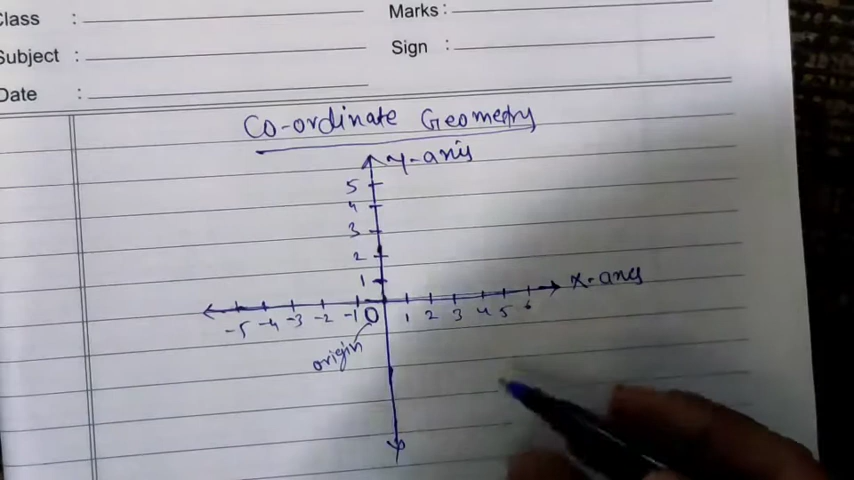 Class :
Marks :
Subject :
Sign :
Date :
Co-ordinate Geometry
y-axis
5
4
3
2
1
x-axis
-5 -4 -3 -2 -1 O 1 2 3 4 5 6
origin